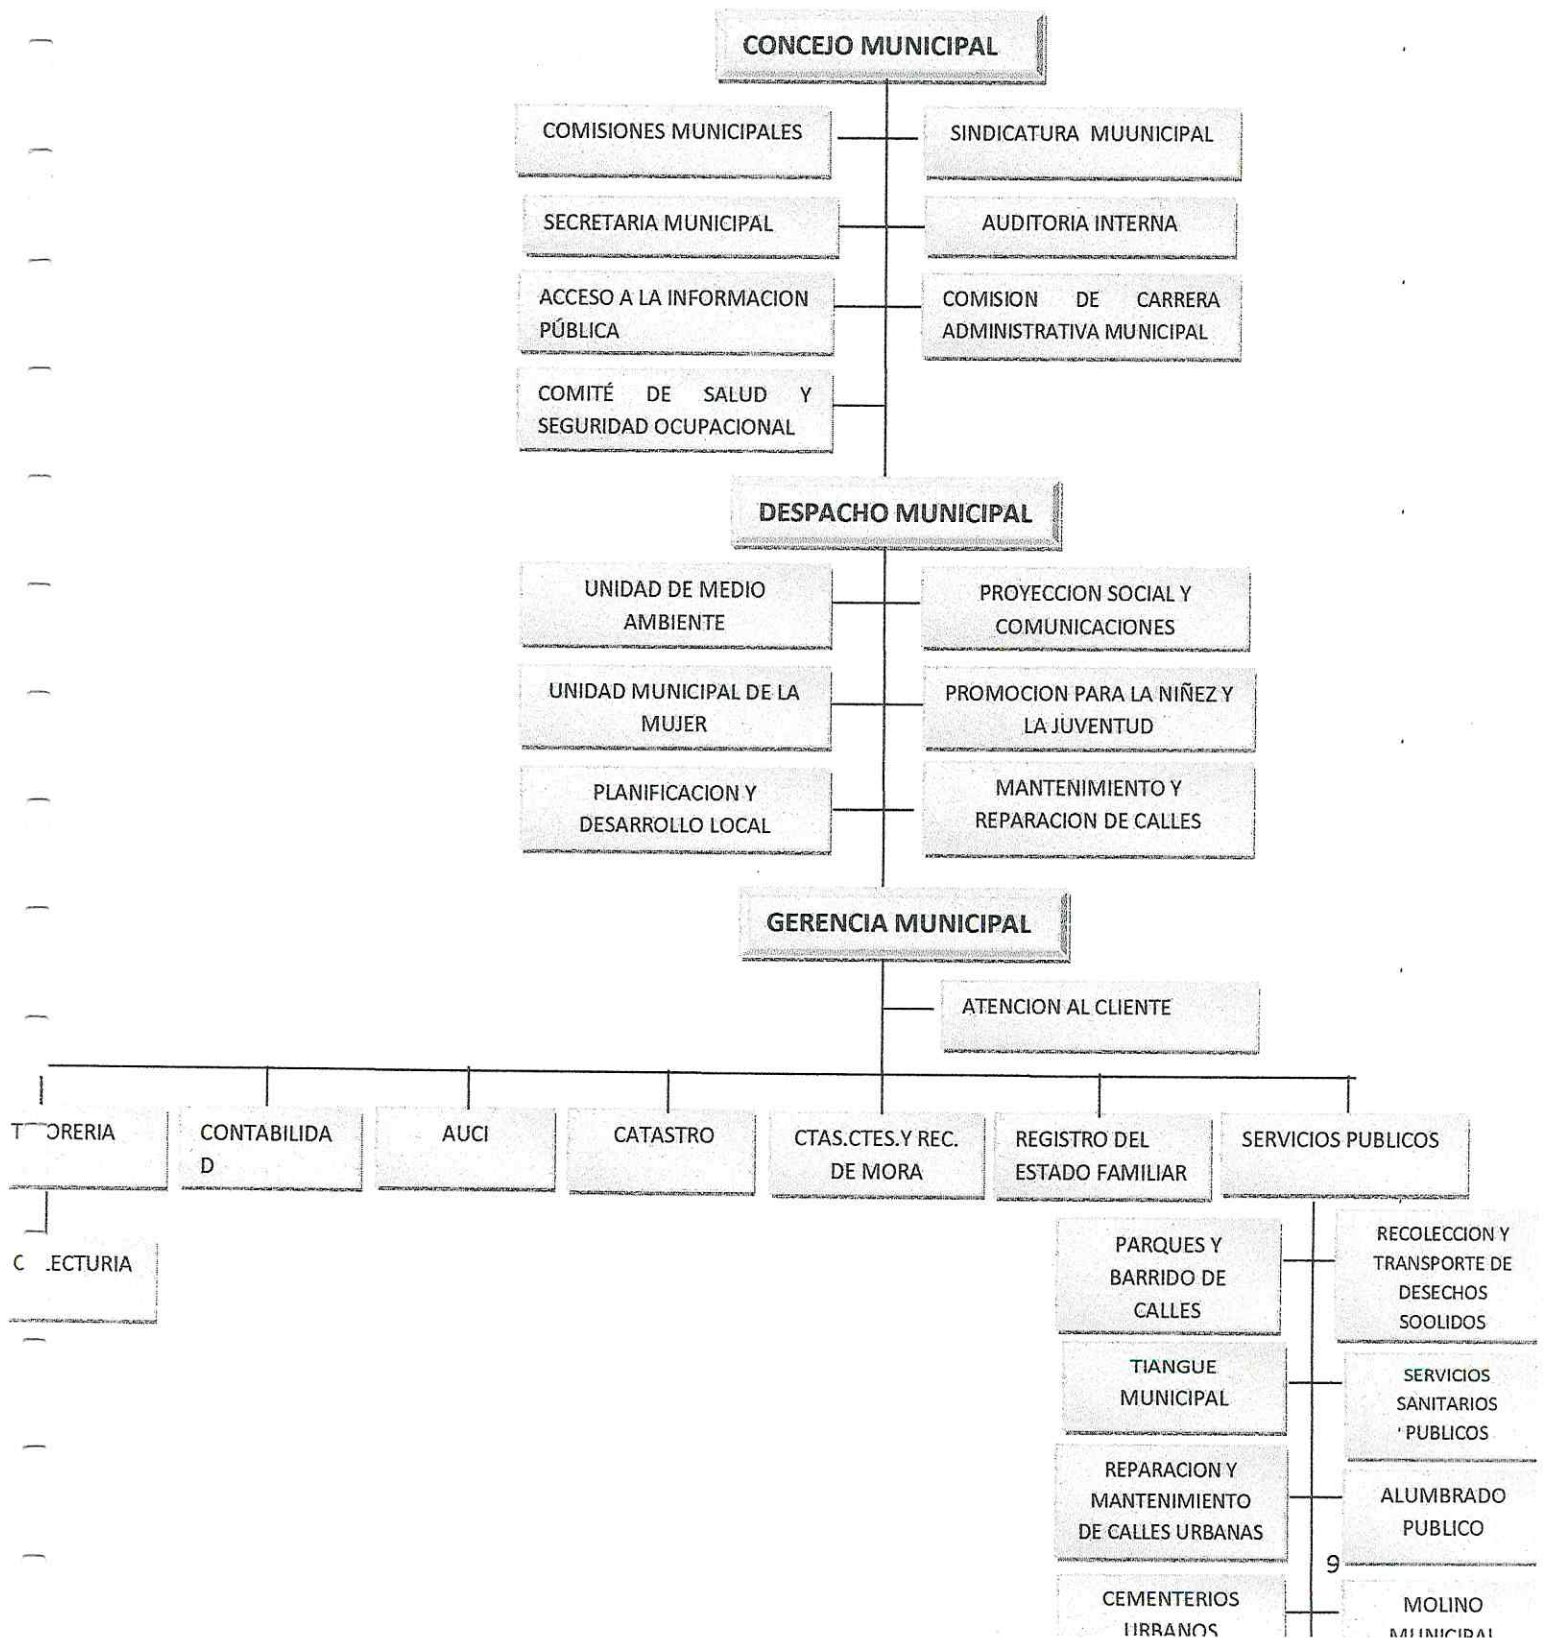 CONCEJO MUNICIPAL
COMISIONES MUNICIPALES
SINDICATURA MUUNICIPAL
SECRETARIA MUNICIPAL
AUDITORIA INTERNA
ACCESO A LA INFORMACION
PÚBLICA
COMISION DE CARRERA
ADMINISTRATIVA MUNICIPAL
COMITÉ DE SALUD Y
SEGURIDAD OCUPACIONAL
DESPACHO MUNICIPAL
UNIDAD DE MEDIO
AMBIENTE
PROYECCION SOCIAL Y
COMUNICACIONES
UNIDAD MUNICIPAL DE LA
MUJER
PROMOCION PARA LA NIÑEZ Y
LA JUVENTUD
PLANIFICACION Y
DESARROLLO LOCAL
MANTENIMIENTO Y
REPARACION DE CALLES
GERENCIA MUNICIPAL
ATENCION AL CLIENTE
CONTABILIDA
D
AUCI
CATASTRO
CTAS.CTES.Y REC.
DE MORA
REGISTRO DEL
ESTADO FAMILIAR
SERVICIOS PUBLICOS
PARQUES Y
BARRIDO DE
CALLES
RECOLECCION Y
TRANSPORTE DE
DESECHOS
SOOLIDOS
TIANGUE
MUNICIPAL
SERVICIOS
SANITARIOS
PUBLICOS
REPARACION Y
MANTENIMIENTO
DE CALLES URBANAS
ALUMBRADO
PUBLICO
9
CEMENTERIOS
URBANOS
MOLINO
MUNICIPAL